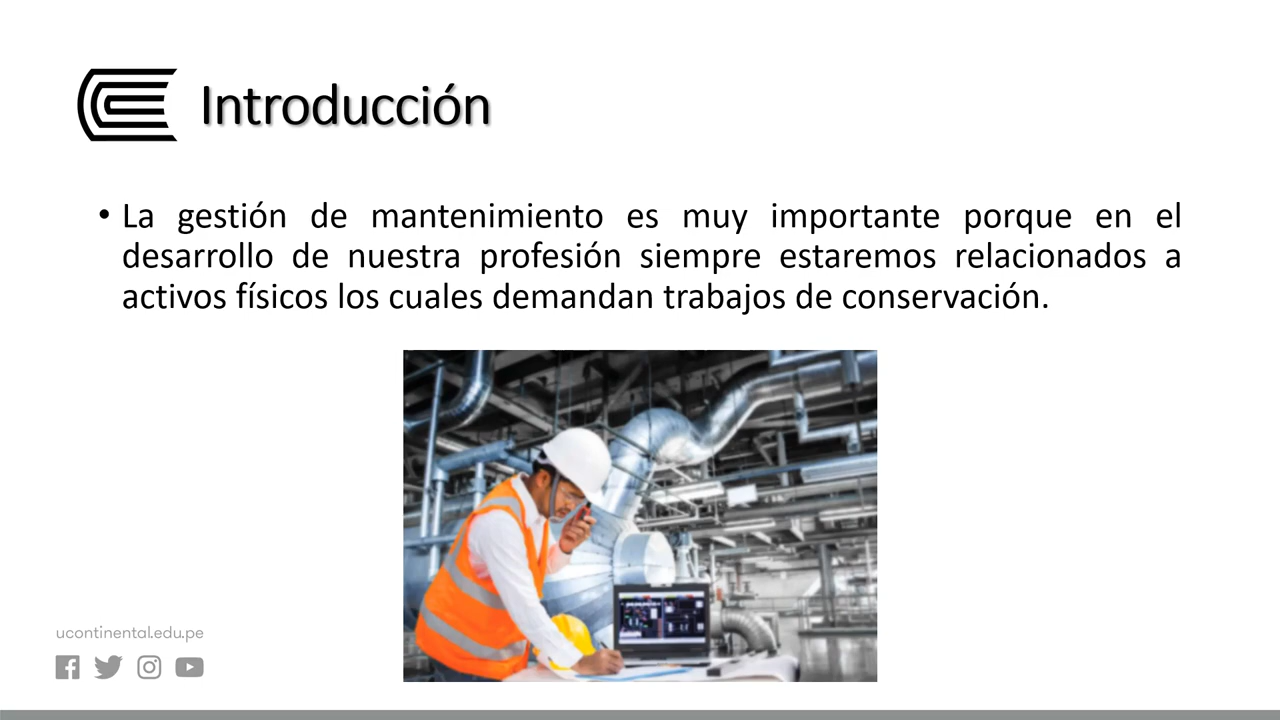 Introducción
• La gestión de mantenimiento es muy importante porque en el
desarrollo de nuestra profesión siempre estaremos relacionados a
activos físicos los cuales demandan trabajos de conservación.
ucontinental.edu.pe